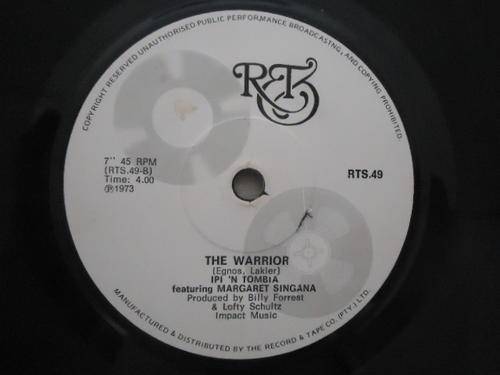 COPYRIGHT RESERVED UNAUTHORISED PUBLIC PERFORMANCE BROADCASTNG, AND COPYING PROHIBITED.
R&T
7" 45 RPM
(RTS.49-B)
Time: 4.00
℗1973
RTS.49
THE WARRIOR
(Egnos, Lakier)
IPI 'N TOMBIA
featuring MARGARET SINGANA
Produced by Billy Forrest
& Lofty Schultz
Impact Music
MANUFACTURED & DISTRIBUTED BY THE RECORD & TAPE CO. (PTY.) LTD.